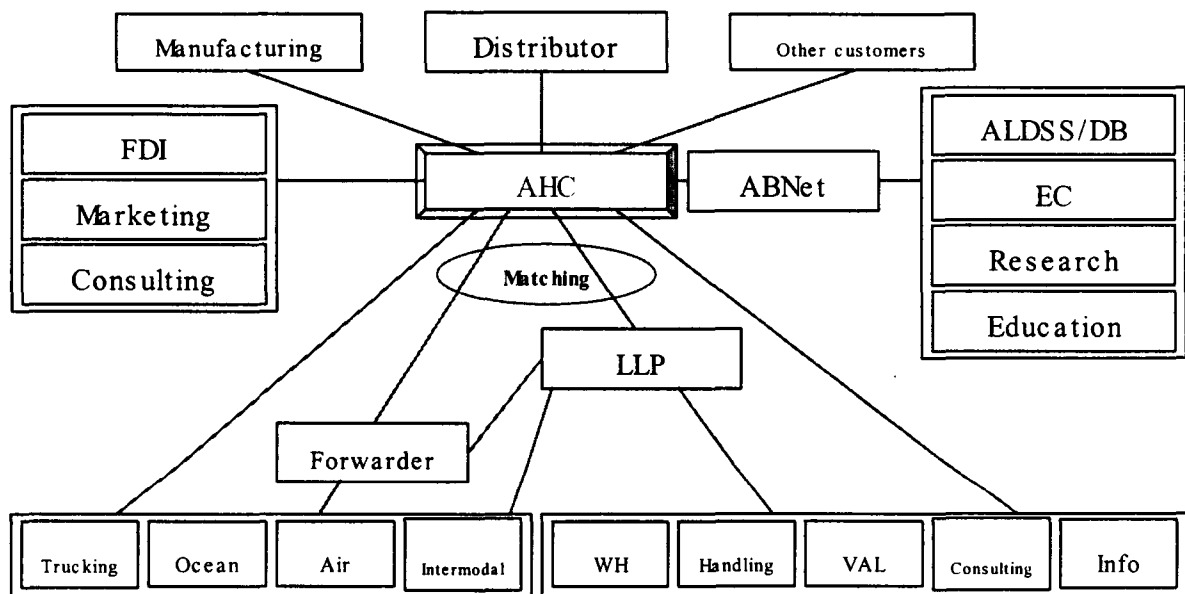 Manufacturing
Distributor
Other customers
FDI
Marketing
Consulting
AHC
ABNet
ALDSS/DB
EC
Research
Education
Matching
LLP
Forwarder
Trucking
Ocean
Air
Intermodal
WH
Handling
VAL
Consulting
Info